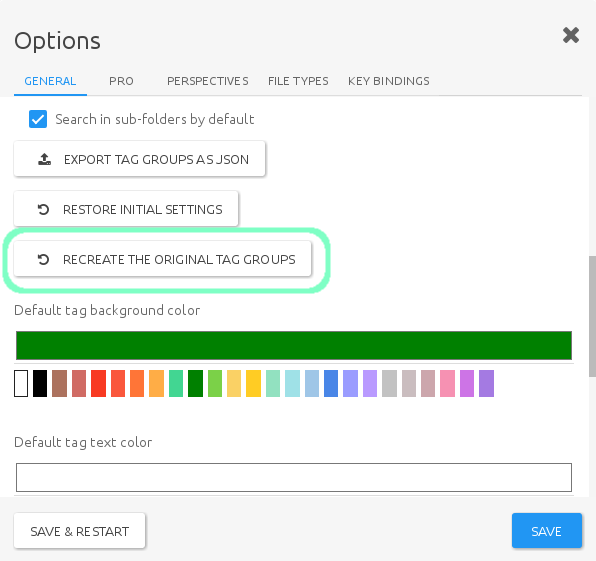 Options
GENERAL PRO PERSPECTIVES FILE TYPES KEY BINDINGS
Search in sub-folders by default
EXPORT TAG GROUPS AS JSON
RESTORE INITIAL SETTINGS
RECREATE THE ORIGINAL TAG GROUPS
Default tag background color
Default tag text color
SAVE & RESTART SAVE